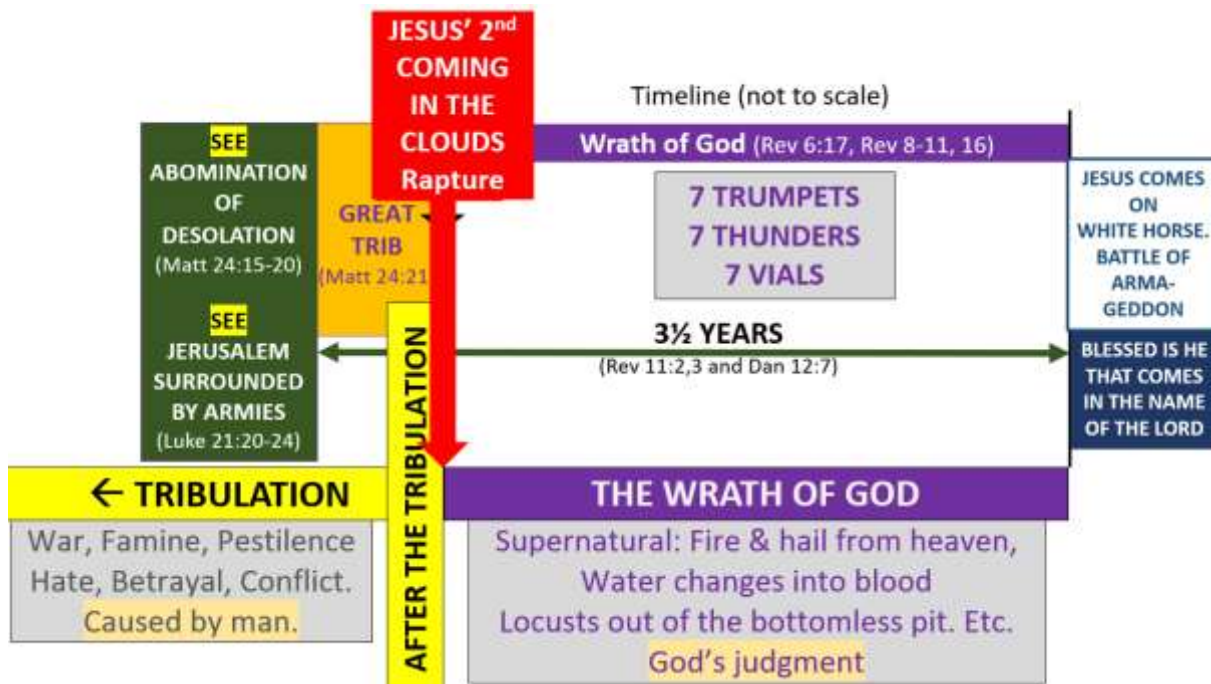 JESUS' 2nd
COMING
IN THE
CLOUDS
Rapture
Timeline (not to scale)
SEE
ABOMINATION
OF
DESOLATION
(Matt 24:15-20)
SEE
JERUSALEM
SURROUNDED
BY ARMIES
(Luke 21:20-24)
GREAT
TRIB
(Matt 24:21
Wrath of God (Rev 6:17, Rev 8-11, 16)
7 TRUMPETS
7 THUNDERS
7 VIALS
3½ YEARS
(Rev 11:2,3 and Dan 12:7)
JESUS COMES
ON
WHITE HORSE.
BATTLE OF
ARMA-
GEDDON
BLESSED IS HE
THAT COMES
IN THE NAME
OF THE LORD
← TRIBULATION
War, Famine, Pestilence
Hate, Betrayal, Conflict.
Caused by man.
AFTER THE TRIBULATION
THE WRATH OF GOD
Supernatural: Fire & hail from heaven,
Water changes into blood
Locusts out of the bottomless pit. Etc.
God's judgment